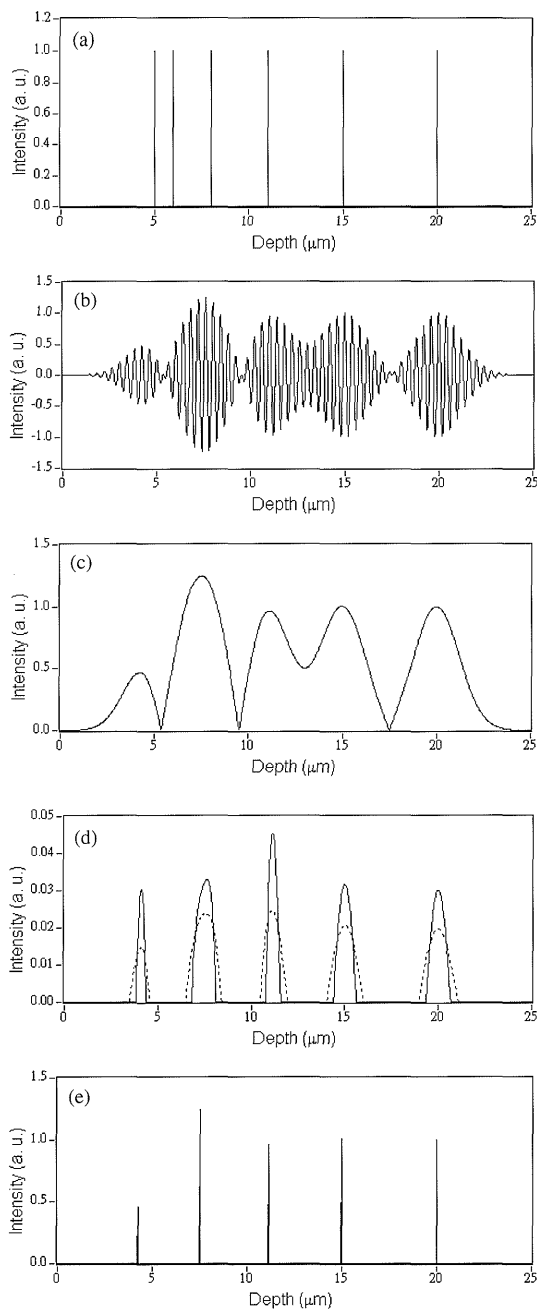 (a)
Intensity (a. u.)
1.2
1.0
0.8
0.6
0.4
0.2
0.0
0 5 10 15 20 25
Depth (μm)
(b)
Intensity (a. u.)
1.5
1.0
0.5
0.0
-0.5
-1.0
-1.5
0 5 10 15 20 25
Depth (μm)
(c)
Intensity (a. u.)
1.5
1.0
0.5
0.0
0 5 10 15 20 25
Depth (μm)
(d)
Intensity (a. u.)
0.05
0.04
0.03
0.02
0.01
0.00
0 5 10 15 20 25
Depth (μm)
(e)
Intensity (a. u.)
1.5
1.0
0.5
0.0
0 5 10 15 20 25
Depth (μm)